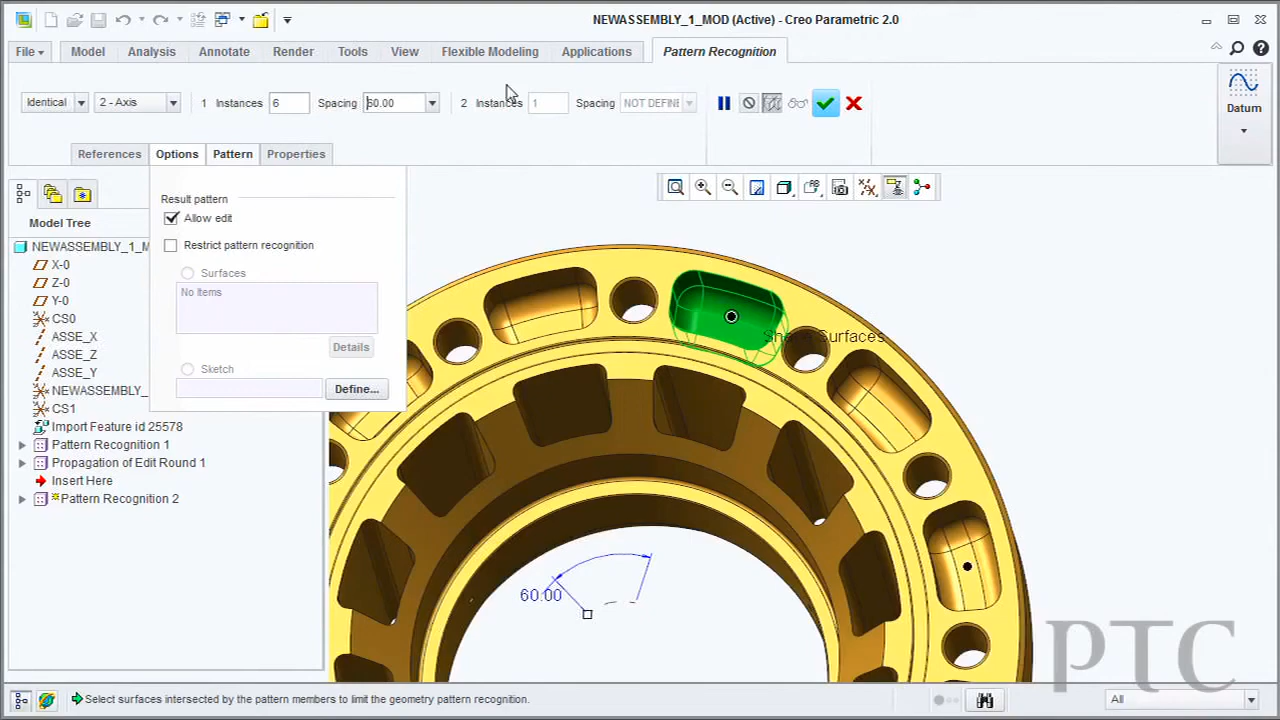 NEWASSEMBLY_1_MOD (Active) - Creo Parametric 2.0
File Model Analysis Annotate Render Tools View Flexible Modeling Applications Pattern Recognition
Identical 2 - Axis 1 Instances 6 Spacing 60.00 2 Instances 1 Spacing NOT DEFINE
Datum
References Options Pattern Properties
Result pattern
Allow edit
Restrict pattern recognition
Surfaces
No Items
Details
Sketch
Define...
Model Tree
NEWASSEMBLY_1_M
X-0
Z-0
Y-0
CS0
ASSE_X
ASSE_Z
ASSE_Y
NEWASSEMBLY_
CS1
Import Feature id 25578
Pattern Recognition 1
Propagation of Edit Round 1
Insert Here
Pattern Recognition 2
Surfaces
60.00
PTC
Select surfaces intersected by the pattern members to limit the geometry pattern recognition.
All